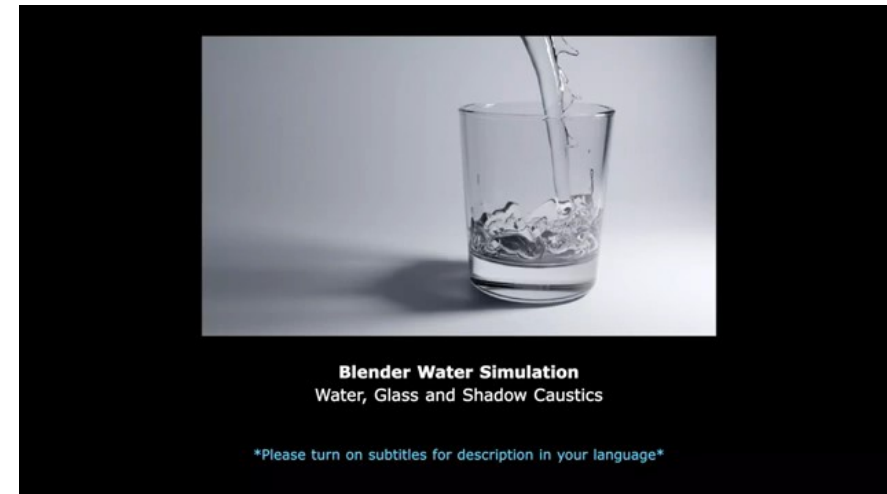 Blender Water Simulation
Water, Glass and Shadow Caustics
*Please turn on subtitles for description in your language*